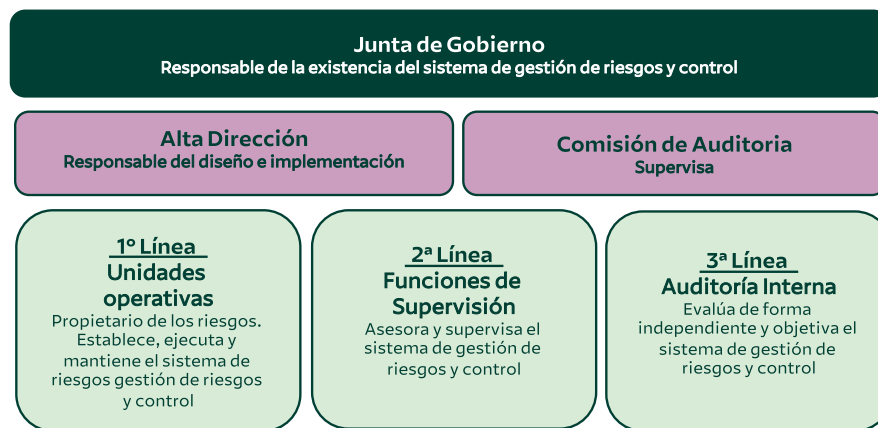 Junta de Gobierno
Responsable de la existencia del sistema de gestión de riesgos y control
Alta Dirección
Responsable del diseño e implementación
Comisión de Auditoria
Supervisa
1º Línea
Unidades
operativas
Propietario de los riesgos.
Establece, ejecuta y
mantiene el sistema de
riesgos gestión de riesgos
y control
2ª Línea
Funciones de
Supervisión
Asesora y supervisa el
sistema de gestión de
riesgos y control
3ª Línea
Auditoría Interna
Evalúa de forma
independiente y objetiva el
sistema de gestión de
riesgos y control